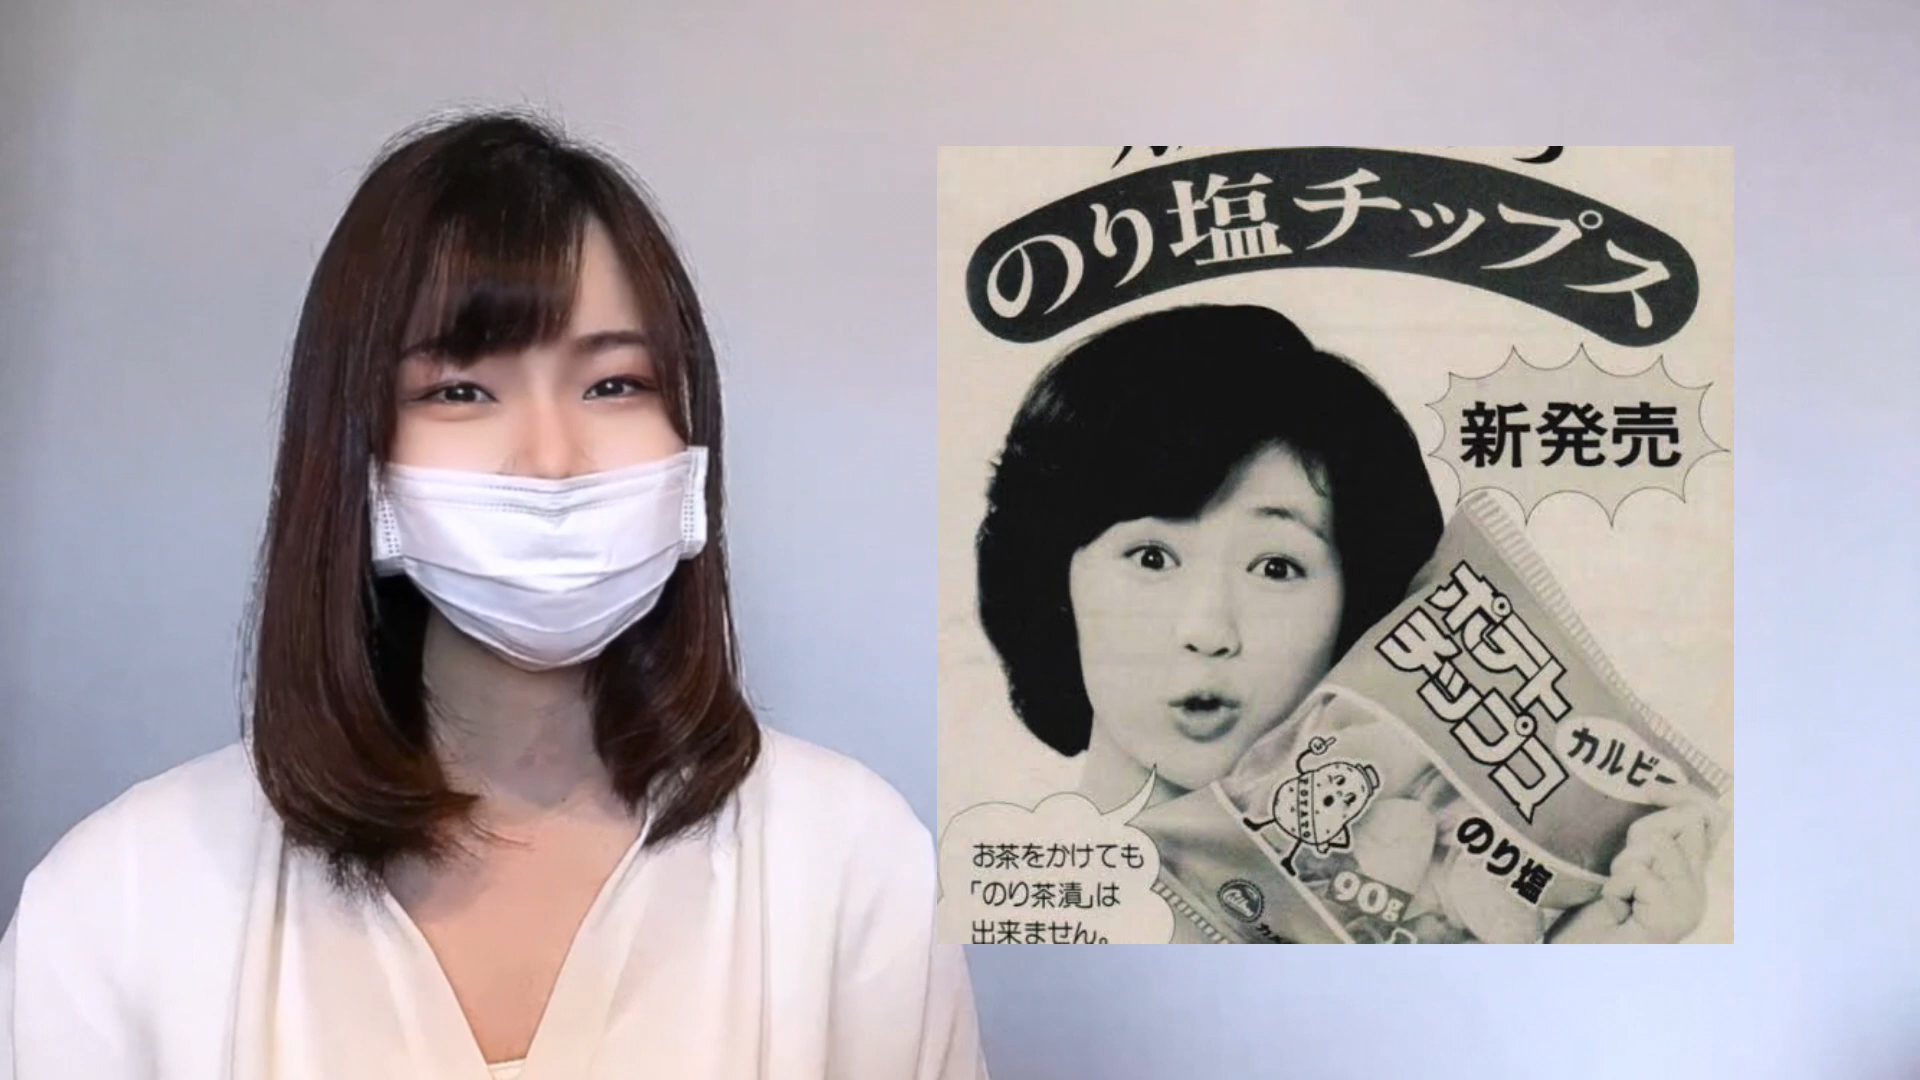 のり塩チップス
新発売
ポテト
チップス
カルビー
のり塩
POTATO
90g
お茶をかけても
「のり茶漬」は
出来ません。